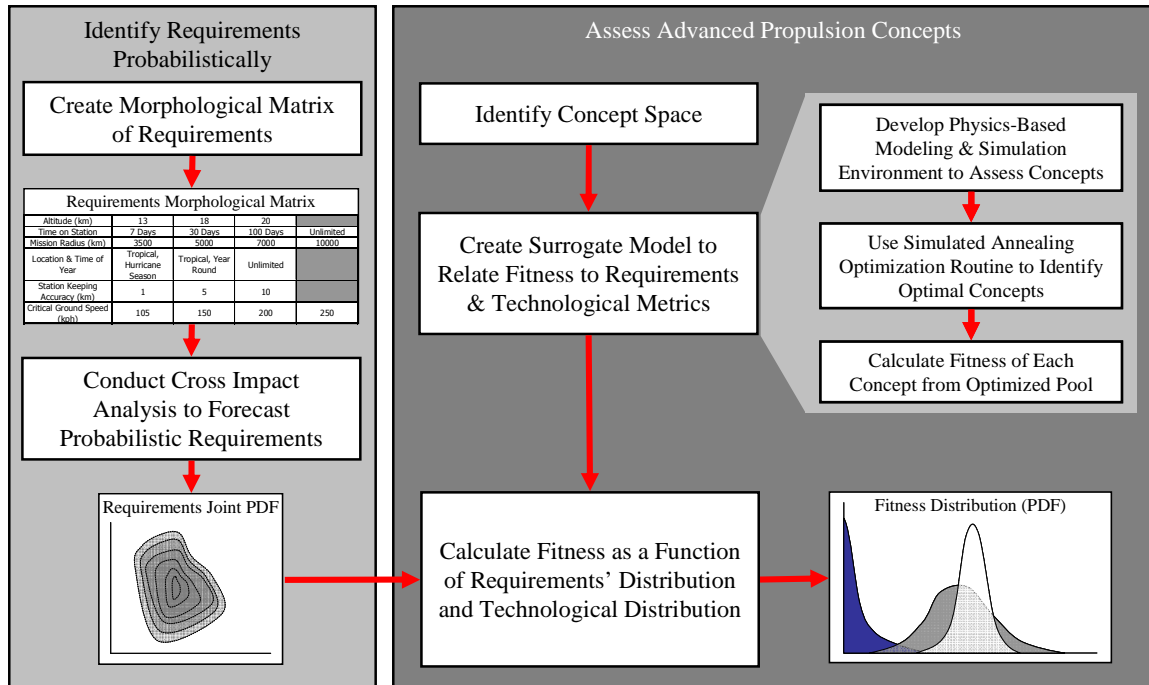 Identify Requirements
Probabilistically
Create Morphological Matrix
of Requirements
Requirements Morphological Matrix
Altitude (km) 13 18 20
Time on Station 7 Days 30 Days 100 Days Unlimited
Mission Radius (km) 3500 5000 7000 10000
Location & Time of
Year
Tropical,
Hurricane
Season
Tropical, Year
Round
Unlimited
Station Keeping
Accuracy (km)
1 5 10
Critical Ground Speed
(kph)
105 150 200 250
Conduct Cross Impact
Analysis to Forecast
Probabilistic Requirements
Requirements Joint PDF
Assess Advanced Propulsion Concepts
Identify Concept Space
Create Surrogate Model to
Relate Fitness to Requirements
& Technological Metrics
Develop Physics-Based
Modeling & Simulation
Environment to Assess Concepts
Use Simulated Annealing
Optimization Routine to Identify
Optimal Concepts
Calculate Fitness of Each
Concept from Optimized Pool
Calculate Fitness as a Function
of Requirements’ Distribution
and Technological Distribution
Fitness Distribution (PDF)